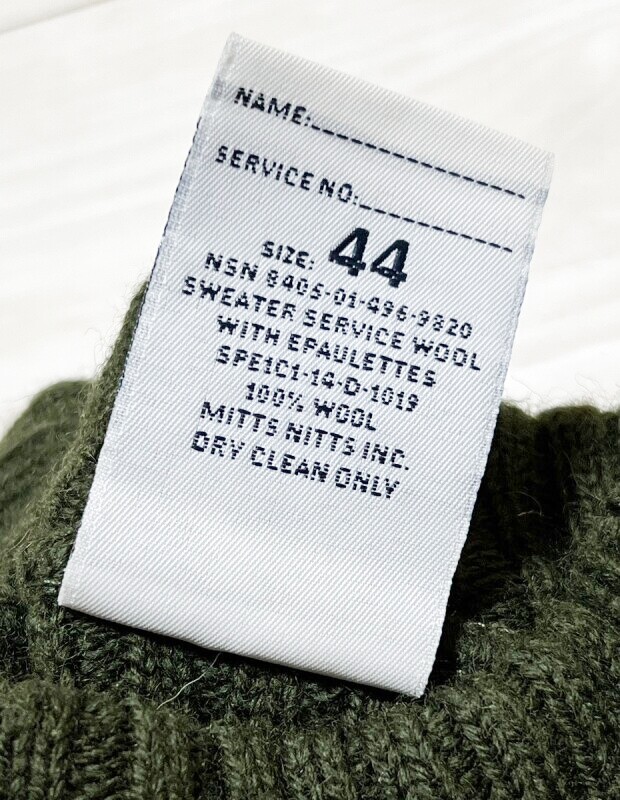 NAME:
SERVICE NO:
SIZE: 44
NSN 8405-01-496-9820
SWEATER SERVICE WOOL
WITH EPAULETTES
SPE1C1-14-D-1019
100% WOOL
MITTS NITTS INC.
DRY CLEAN ONLY